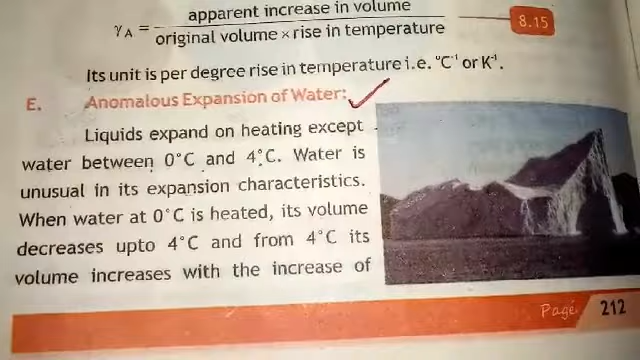 apparent increase in volume
γA = 
original volume × rise in temperature
8.15
Its unit is per degree rise in temperature i.e. °C⁻¹ or K⁻¹.
E. Anomalous Expansion of Water:
Liquids expand on heating except
water between 0°C and 4°C. Water is
unusual in its expansion characteristics.
When water at 0°C is heated, its volume
decreases upto 4°C and from 4°C its
volume increases with the increase of
Page 212